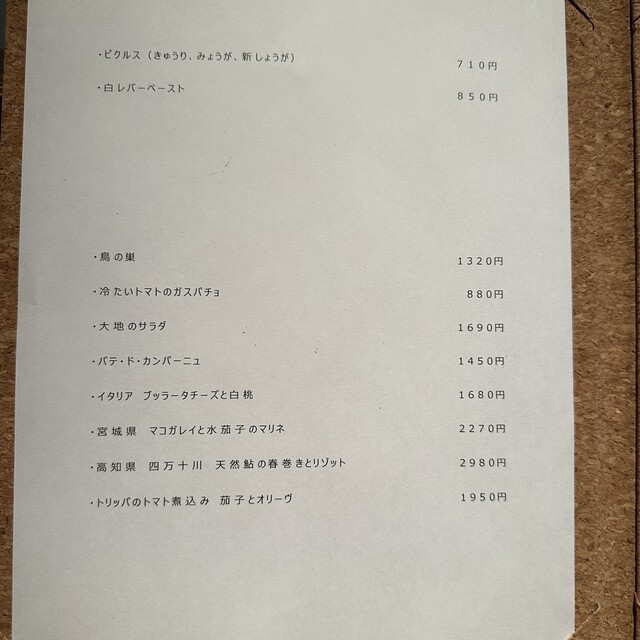 ・ピクルス（きゅうり、みょうが、新しょうが） 710円
・白レバーペースト 850円
・鳥の巣 1320円
・冷たいトマトのガスパチョ 880円
・大地のサラダ 1690円
・パテ・ド・カンパーニュ 1450円
・イタリア ブッラータチーズと白桃 1680円
・宮城県 マコガレイと水茄子のマリネ 2270円
・高知県 四万十川 天然鮎の春巻きとリゾット 2980円
・トリッパのトマト煮込み 茄子とオリーヴ 1950円